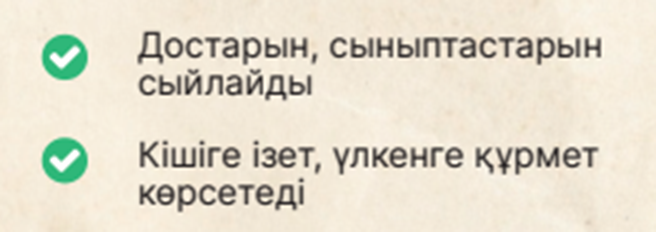 Достарын, сыныптастарын
сыйлайды
Кішіге ізет, үлкенге құрмет
көрсетеді